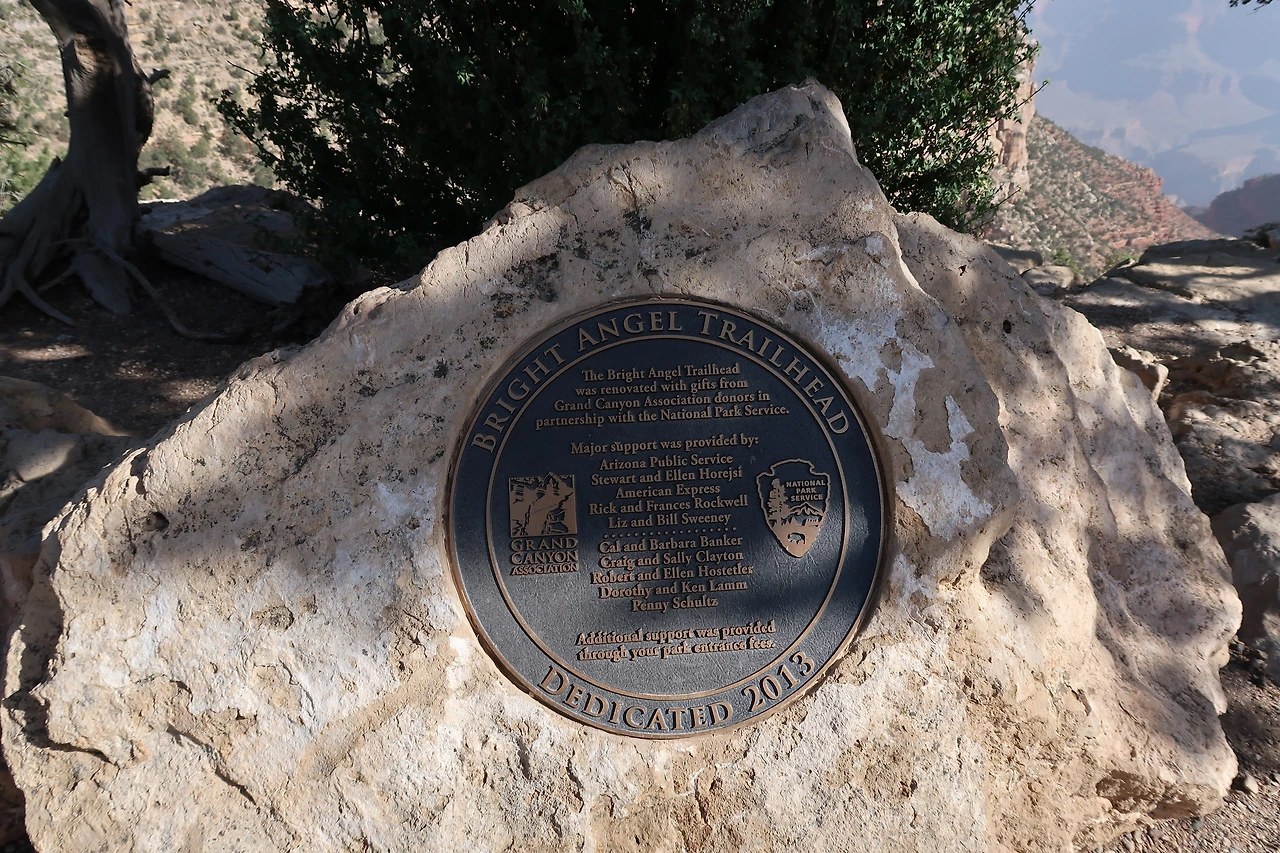 BRIGHT ANGEL TRAILHEAD
The Bright Angel Trailhead
was renovated with gifts from
Grand Canyon Association donors in
partnership with the National Park Service.
Major support was provided by:
Arizona Public Service
Stewart and Ellen Horejsi
American Express
Rick and Frances Rockwell
Liz and Bill Sweeney
Cal and Barbara Banker
Craig and Sally Clayton
Robert and Ellen Hostetler
Dorothy and Ken Lamm
Penny Schultz
GRAND
CANYON
ASSOCIATION
NATIONAL
PARK
SERVICE
Additional support was provided
through your park entrance fees.
DEDICATED 2013